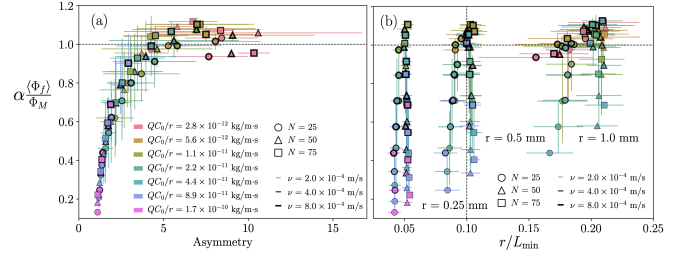 (a)
(b)
α⟨Φ_f⟩/Φ_M
1.2
1.0
0.8
0.6
0.4
0.2
QC₀/r = 2.8 × 10⁻¹² kg/m·s
QC₀/r = 5.6 × 10⁻¹² kg/m·s
QC₀/r = 1.1 × 10⁻¹¹ kg/m·s
QC₀/r = 2.2 × 10⁻¹¹ kg/m·s
QC₀/r = 4.4 × 10⁻¹¹ kg/m·s
QC₀/r = 8.9 × 10⁻¹¹ kg/m·s
QC₀/r = 1.7 × 10⁻¹⁰ kg/m·s
N = 25
N = 50
N = 75
ν = 2.0 × 10⁻⁴ m/s
ν = 4.0 × 10⁻⁴ m/s
ν = 8.0 × 10⁻⁴ m/s
0 5 10 15
Asymmetry
r = 0.5 mm
r = 1.0 mm
r = 0.25 mm
N = 25
N = 50
N = 75
ν = 2.0 × 10⁻⁴ m/s
ν = 4.0 × 10⁻⁴ m/s
ν = 8.0 × 10⁻⁴ m/s
0.05 0.10 0.15 0.20 0.25
r/L_min